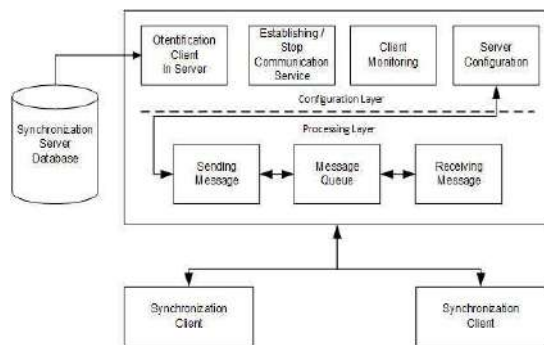 Otentification
Client
In Server
Establishing /
Stop
Communication
Service
Client
Monitoring
Server
Configuration
Configuration Layer
Synchronization
Server
Database
Processing Layer
Sending
Message
Message
Queue
Receiving
Message
Synchronization
Client
Synchronization
Client